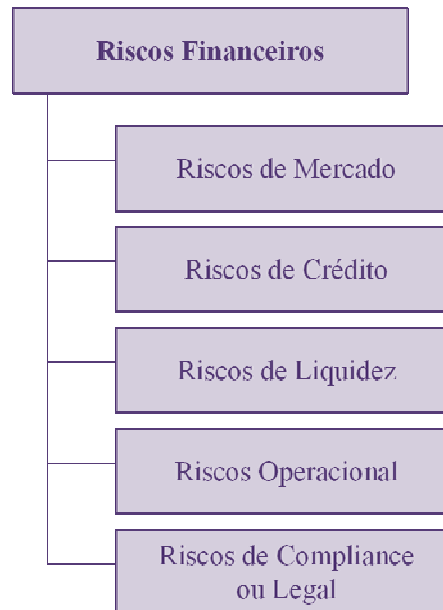 Riscos Financeiros
Riscos de Mercado
Riscos de Crédito
Riscos de Liquidez
Riscos Operacional
Riscos de Compliance
ou Legal